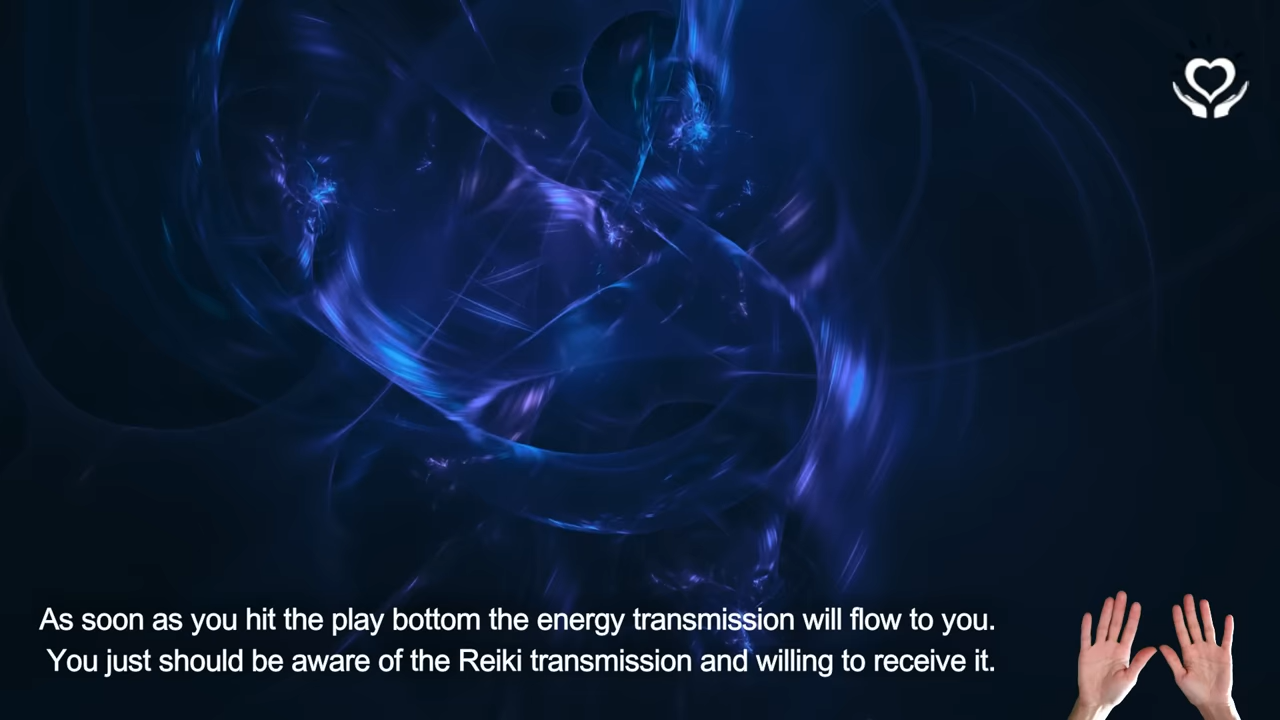 As soon as you hit the play bottom the energy transmission will flow to you.
You just should be aware of the Reiki transmission and willing to receive it.